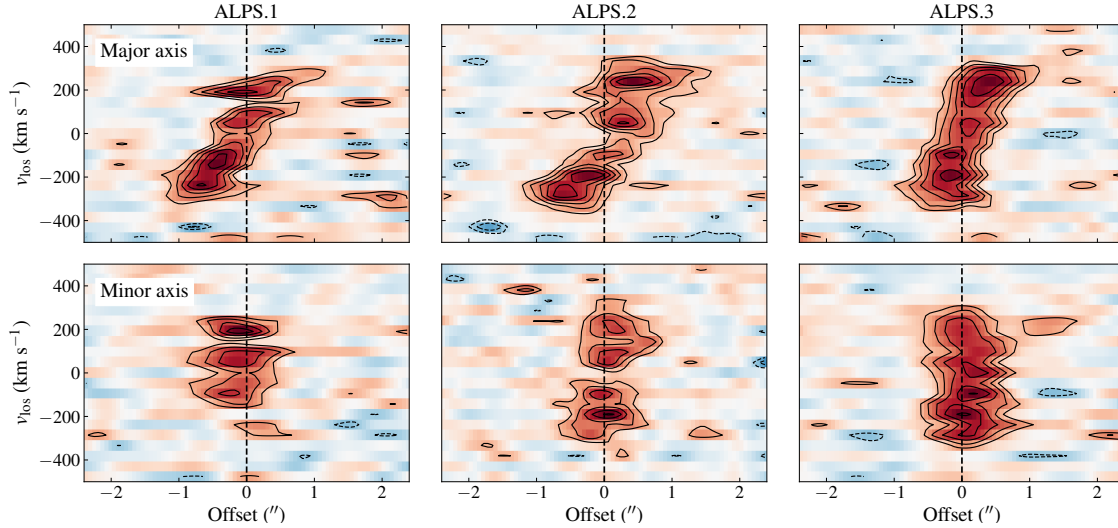 ALPS.1 ALPS.2 ALPS.3
Major axis
400
200
0
−200
−400
v_los (km s⁻¹)
Minor axis
400
200
0
−200
−400
v_los (km s⁻¹)
−2 −1 0 1 2 −2 −1 0 1 2 −2 −1 0 1 2
Offset (″) Offset (″) Offset (″)